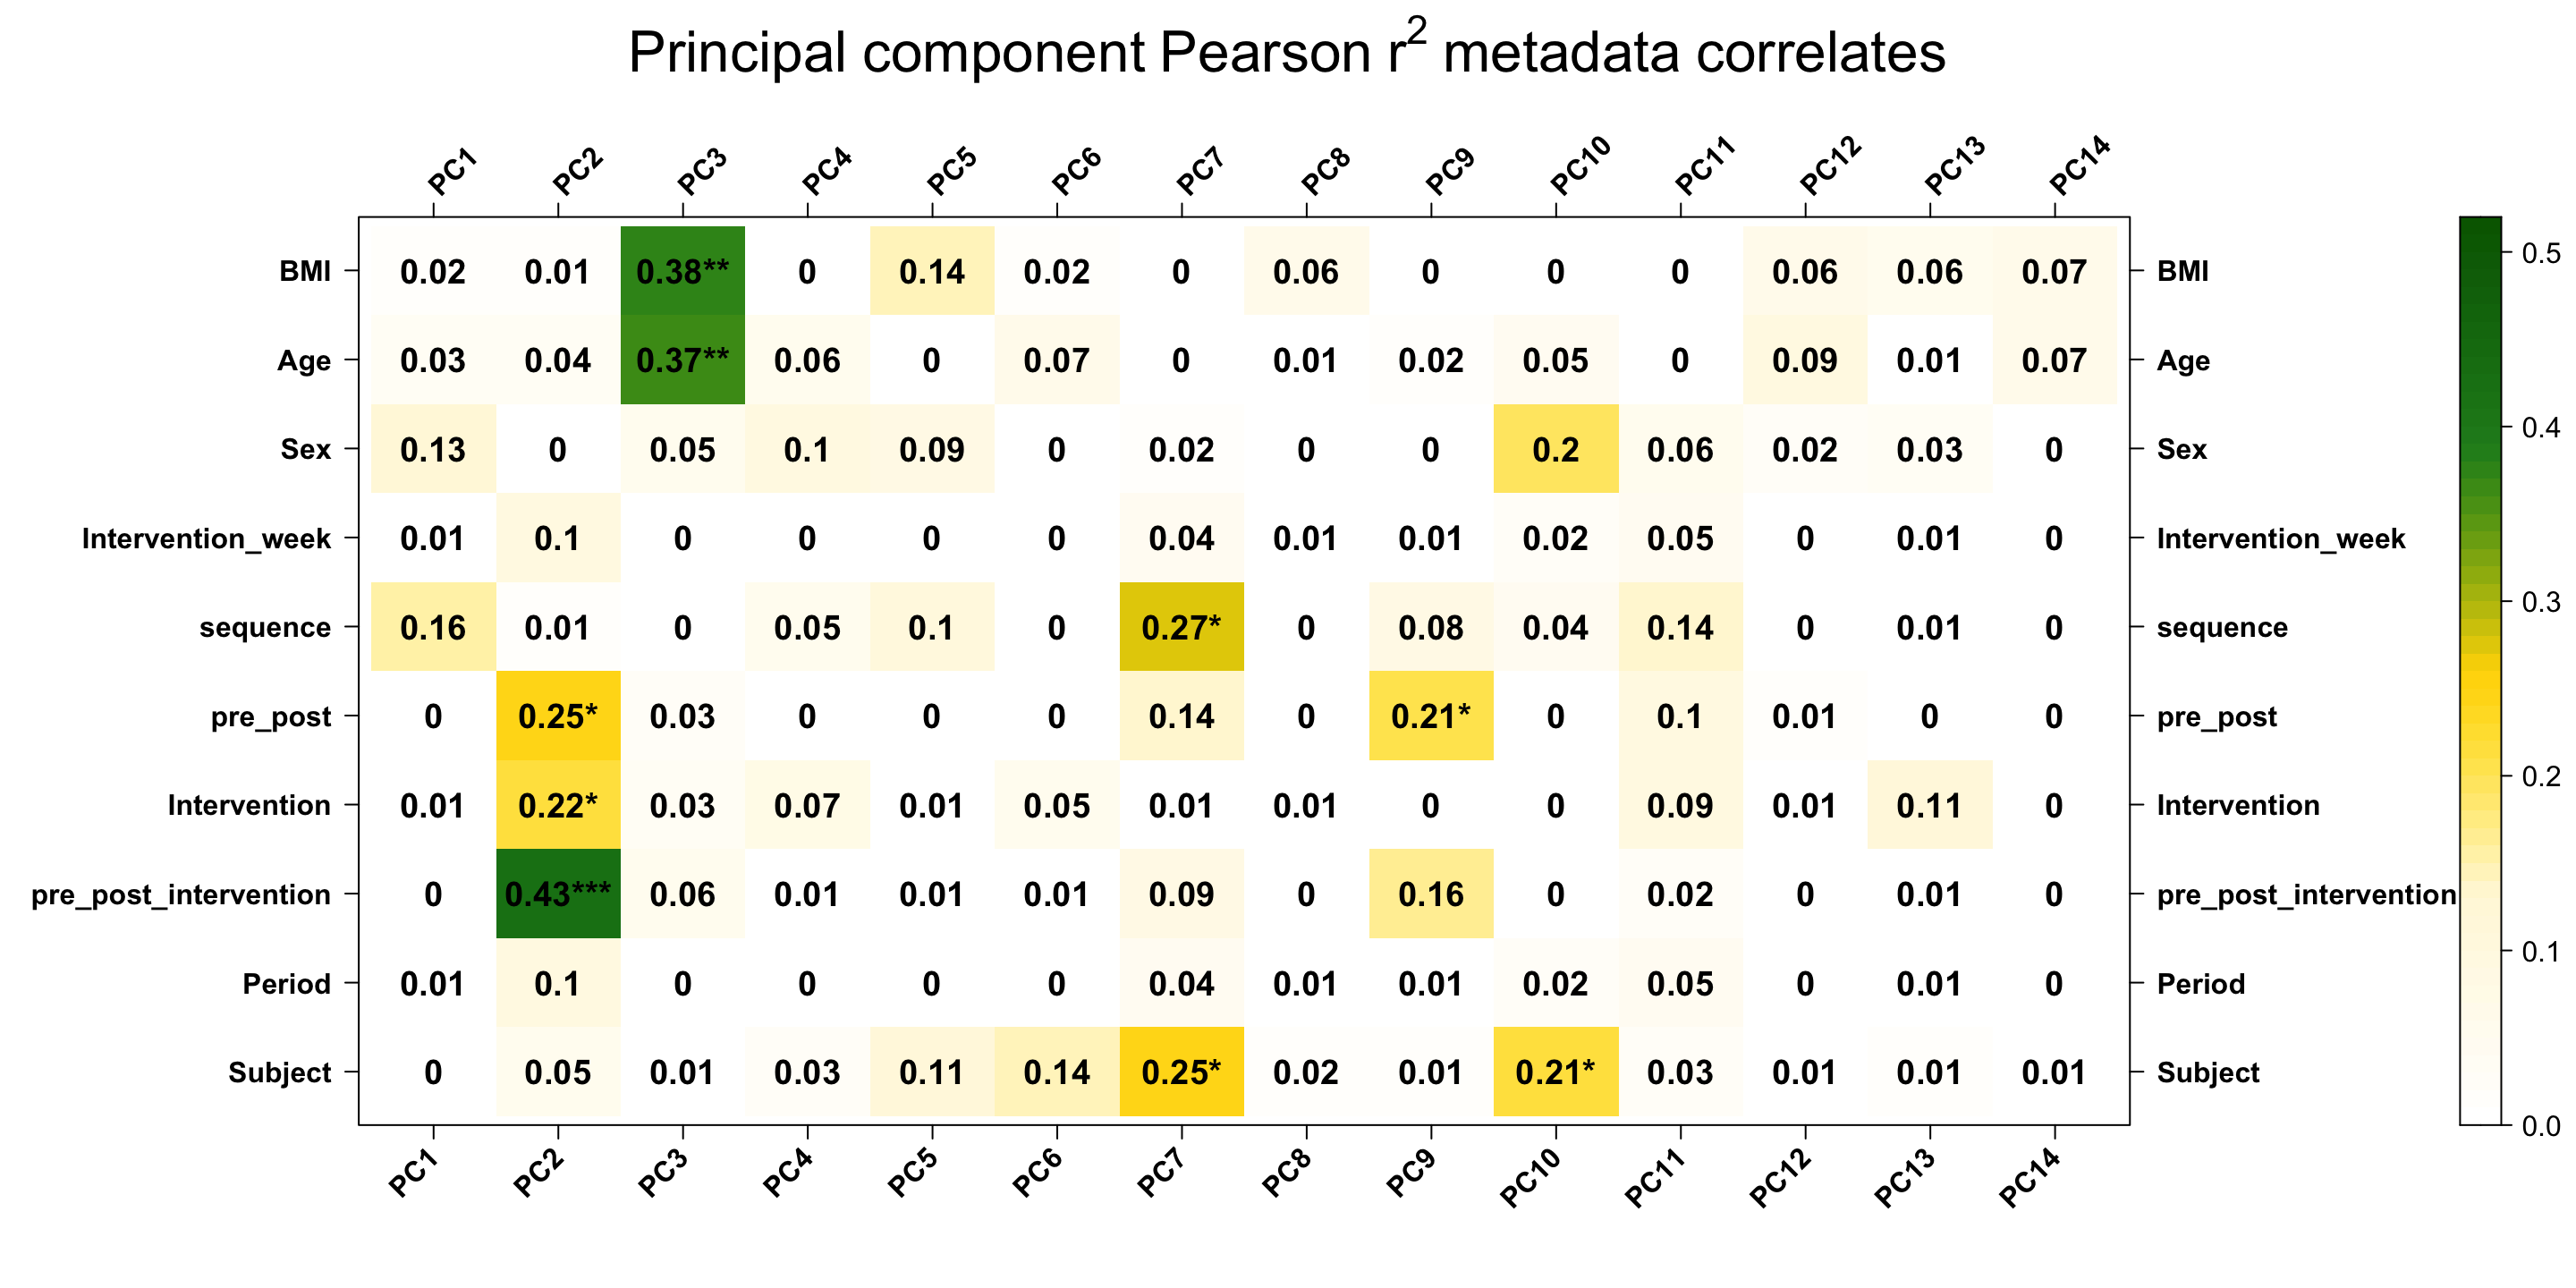 Principal component Pearson r² metadata correlates
PC1 PC2 PC3 PC4 PC5 PC6 PC7 PC8 PC9 PC10 PC11 PC12 PC13 PC14
BMI 0.02 0.01 0.38** 0 0.14 0.02 0 0.06 0 0 0 0.06 0.06 0.07 BMI
Age 0.03 0.04 0.37** 0.06 0 0.07 0 0.01 0.02 0.05 0 0.09 0.01 0.07 Age
Sex 0.13 0 0.05 0.1 0.09 0 0.02 0 0 0.2 0.06 0.02 0.03 0 Sex
Intervention_week 0.01 0.1 0 0 0 0 0.04 0.01 0.01 0.02 0.05 0 0.01 0 Intervention_week
sequence 0.16 0.01 0 0.05 0.1 0 0.27* 0 0.08 0.04 0.14 0 0.01 0 sequence
pre_post 0 0.25* 0.03 0 0 0 0.14 0 0.21* 0 0.1 0.01 0 0 pre_post
Intervention 0.01 0.22* 0.03 0.07 0.01 0.05 0.01 0.01 0 0 0.09 0.01 0.11 0 Intervention
pre_post_intervention 0 0.43*** 0.06 0.01 0.01 0.01 0.09 0 0.16 0 0.02 0 0.01 0 pre_post_intervention
Period 0.01 0.1 0 0 0 0 0.04 0.01 0.01 0.02 0.05 0 0.01 0 Period
Subject 0 0.05 0.01 0.03 0.11 0.14 0.25* 0.02 0.01 0.21* 0.03 0.01 0.01 0.01 Subject
PC1 PC2 PC3 PC4 PC5 PC6 PC7 PC8 PC9 PC10 PC11 PC12 PC13 PC14
0.5
0.4
0.3
0.2
0.1
0.0